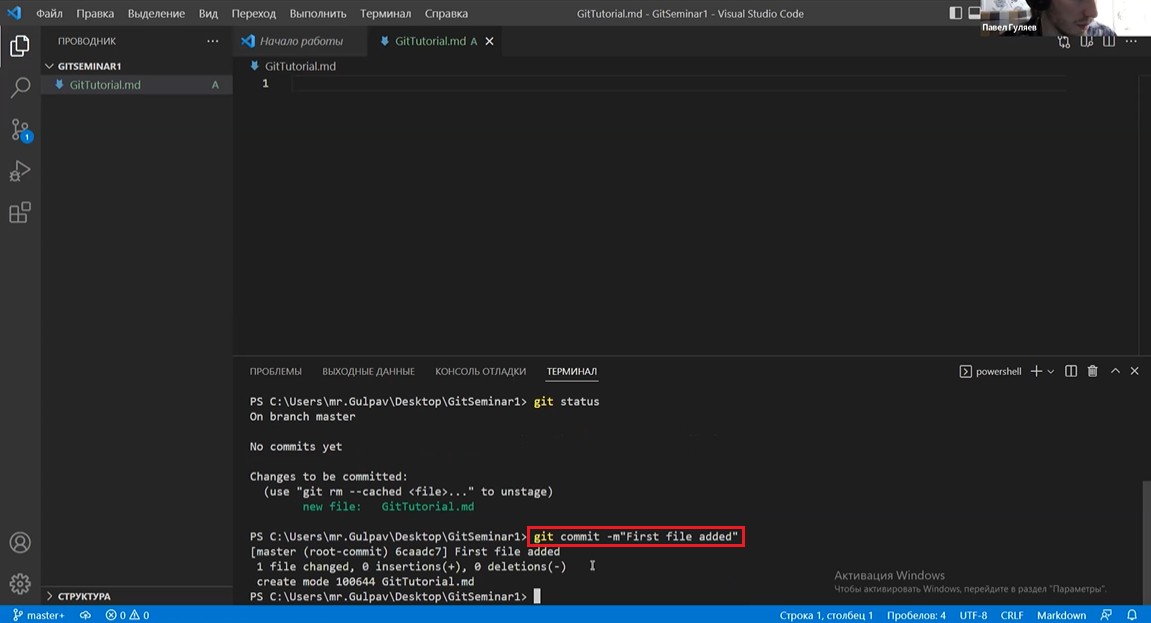 Файл Правка Выделение Вид Переход Выполнить Терминал Справка GitTutorial.md - GitSeminar1 - Visual Studio Code
Павел Гуляев
ПРОВОДНИК ...
Начало работы GitTutorial.md A
GITSEMINAR1
GitTutorial.md
GitTutorial.md A
1
1
ПРОБЛЕМЫ ВЫХОДНЫЕ ДАННЫЕ КОНСОЛЬ ОТЛАДКИ ТЕРМИНАЛ powershell
PS C:\Users\mr.Gulpav\Desktop\GitSeminar1> git status
On branch master
No commits yet
Changes to be committed:
(use "git rm --cached <file>..." to unstage)
new file: GitTutorial.md
PS C:\Users\mr.Gulpav\Desktop\GitSeminar1> git commit -m"First file added"
[master (root-commit) 6caadc7] First file added
1 file changed, 0 insertions(+), 0 deletions(-)
create mode 100644 GitTutorial.md
PS C:\Users\mr.Gulpav\Desktop\GitSeminar1>
Активация Windows
Чтобы активировать Windows, перейдите в раздел "Параметры".
СТРУКТУРА
master+ 0 0 Строка 1, столбец 1 Пробелов: 4 UTF-8 CRLF Markdown